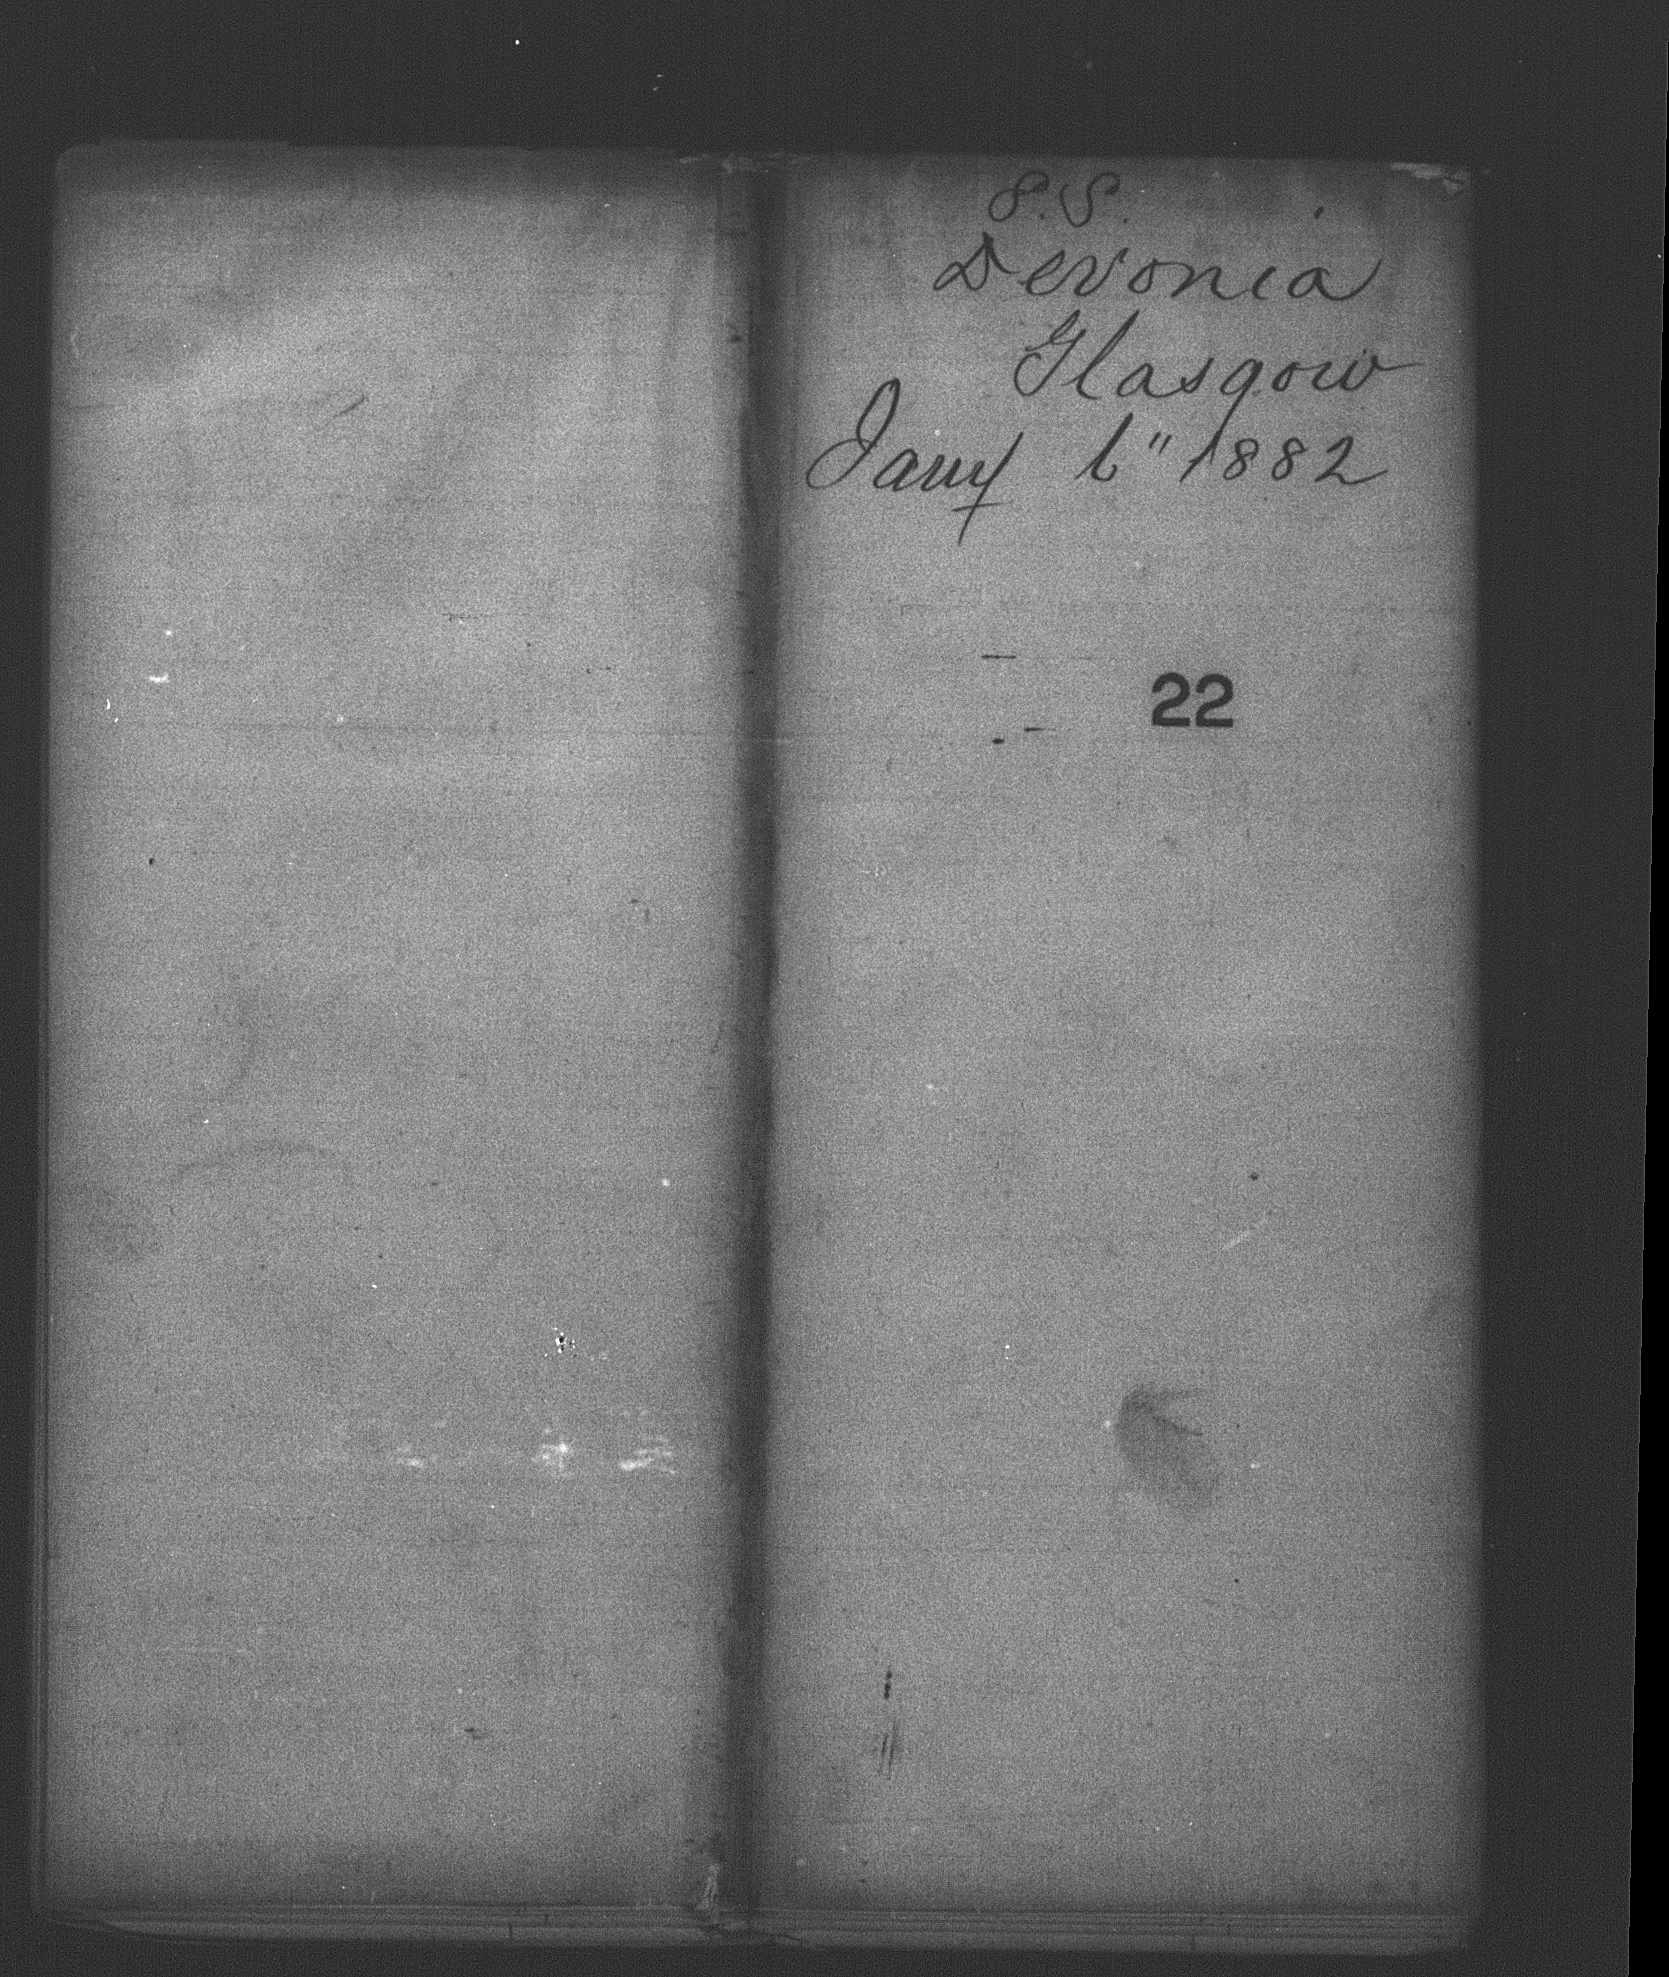 S.S.
Devonia
Glasgow
Jany 6" 1882
22